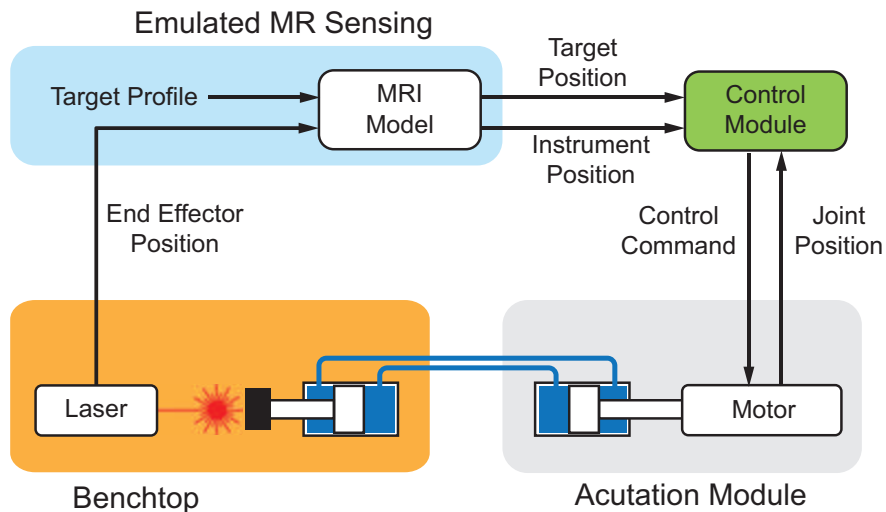 Emulated MR Sensing
Target Profile
MRI
Model
Target
Position
Instrument
Position
Control
Module
End Effector
Position
Control
Command
Joint
Position
Laser
Motor
Benchtop
Acutation Module